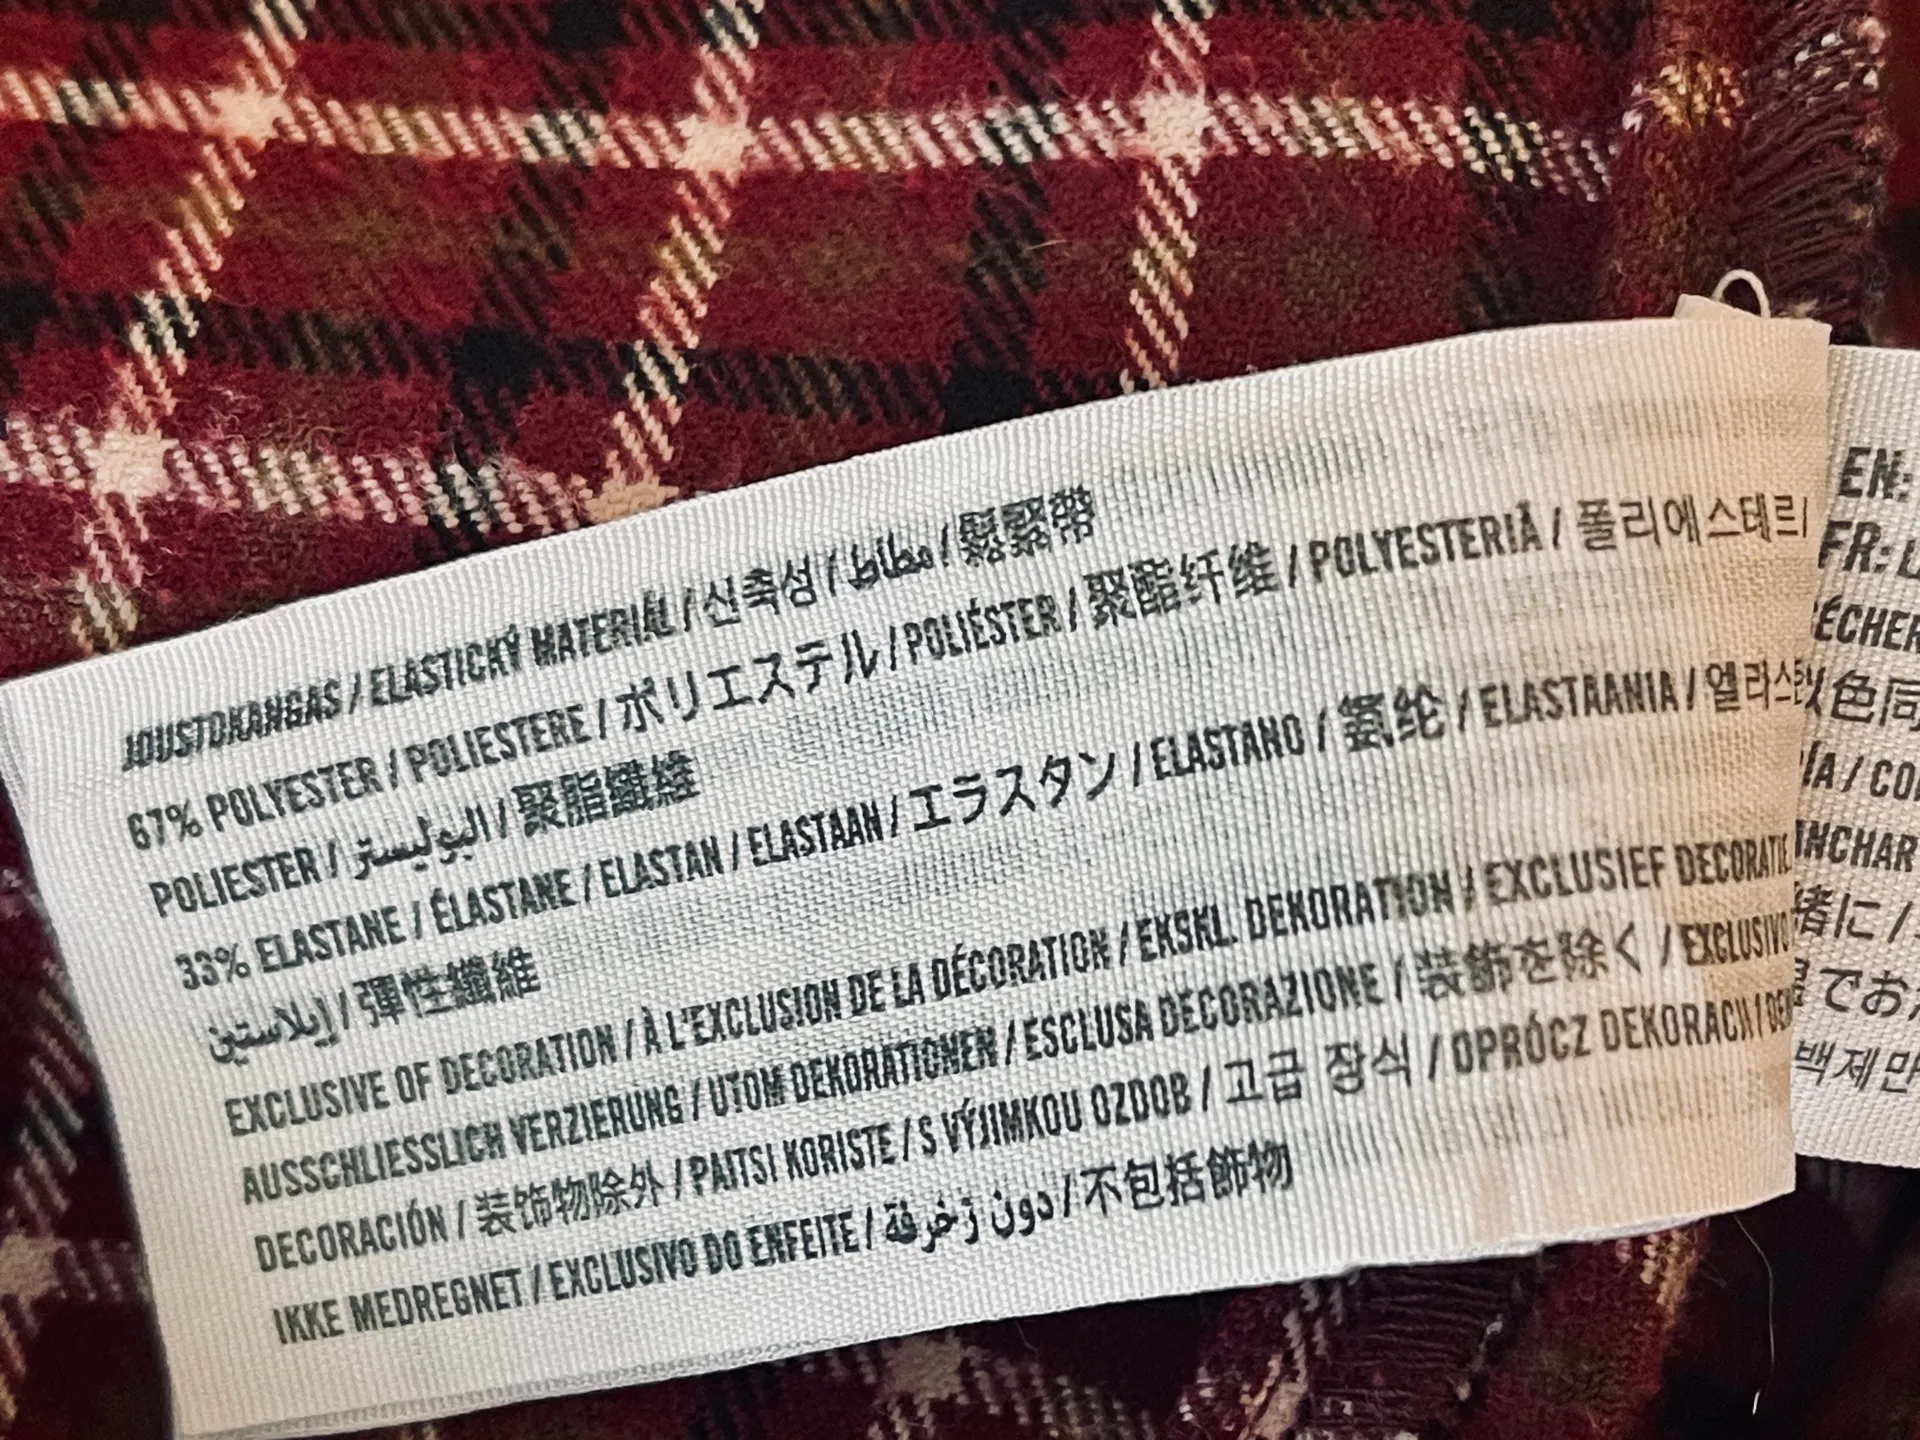 JOUSTOKANGAS / ELASTICKÝ MATERIÁL / 신축성 / مطاط / 鬆緊帶
67% POLYESTER / POLIESTERE / ポリエステル / POLIÉSTER / 聚酯纤维 / POLYESTERIÄ / 폴리에스테르 /
POLIESTER / البوليستر / 聚脂纖維
33% ELASTANE / ÉLASTANE / ELASTAN / ELASTAAN / エラスタン / ELASTANO / 氨纶 / ELASTAANIA /
إيلاستين / 彈性纖維
EXCLUSIVE OF DECORATION / À L'EXCLUSION DE LA DÉCORATION / EKSKL. DEKORATION / EXCLUSIEF DECORATIE
AUSSCHLIESSLICH VERZIERUNG / UTOM DEKORATIONEN / ESCLUSA DECORAZIONE / 装飾を除く / EXCLUSIVO
DECORACIÓN / 装饰物除外 / PAITSI KORISTE / S VÝJIMKOU OZDOB / 고급 장식 / OPRÓCZ DEKORACJI /
IKKE MEDREGNET / EXCLUSIVO DO ENFEITE / دون زخرفة / 不包括飾物
EN:
FR: